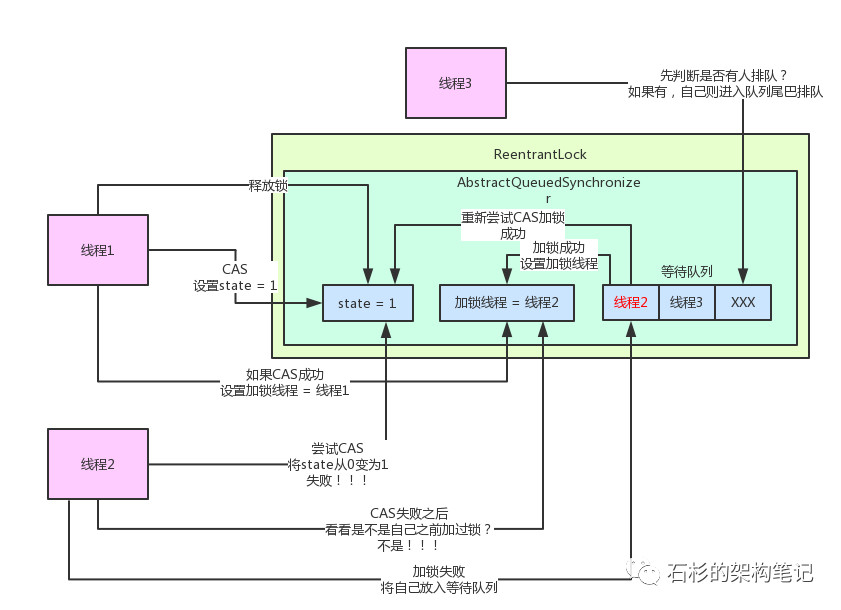 线程3
先判断是否有人排队？
如果有，自己则进入队列尾巴排队
ReentrantLock
AbstractQueuedSynchronize
r
释放锁
重新尝试CAS加锁
成功
线程1
加锁成功
设置加锁线程
CAS
设置state = 1
等待队列
state = 1
加锁线程 = 线程2
线程2
线程3
XXX
如果CAS成功
设置加锁线程 = 线程1
线程2
尝试CAS
将state从0变为1
失败！！！
CAS失败之后
看看是不是自己之前加过锁？
不是！！！
加锁失败
将自己放入等待队列
石杉的架构笔记